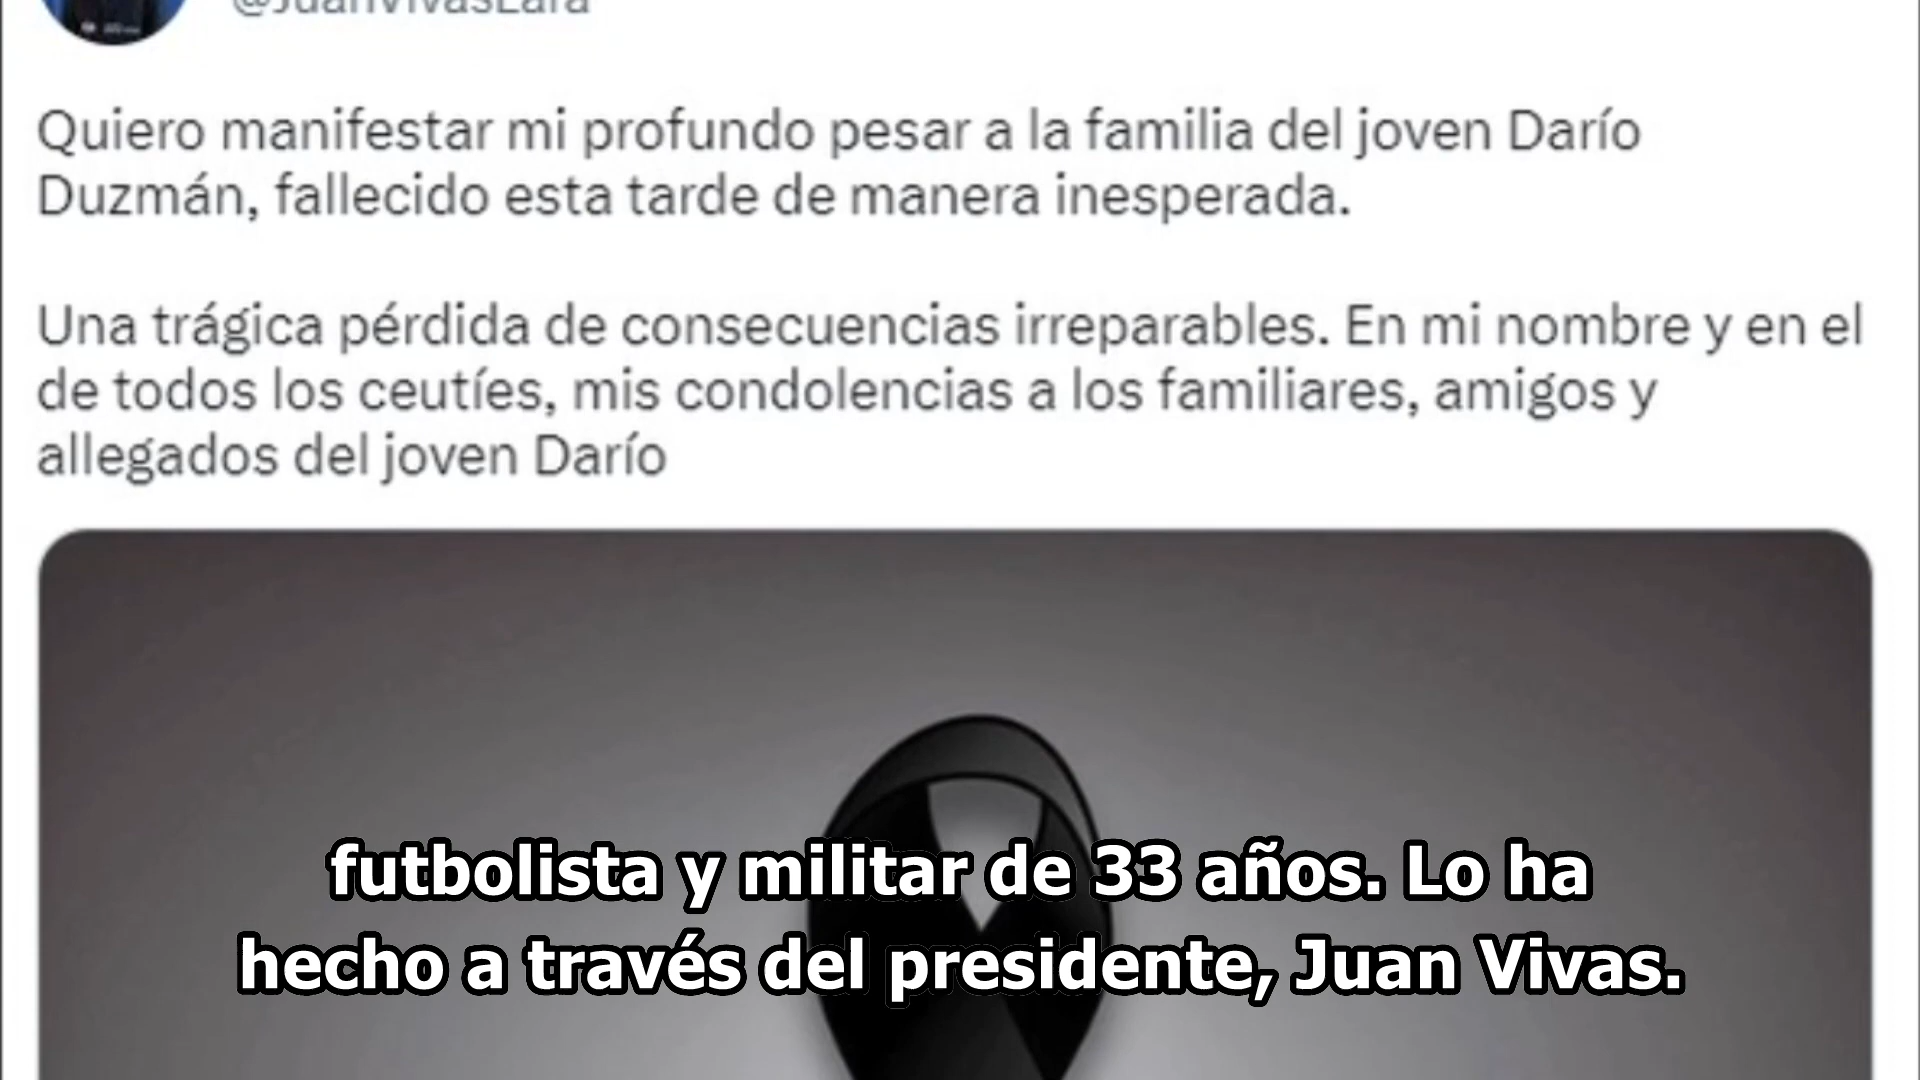 @JuanVivasLara
Quiero manifestar mi profundo pesar a la familia del joven Darío
Duzmán, fallecido esta tarde de manera inesperada.
Una trágica pérdida de consecuencias irreparables. En mi nombre y en el
de todos los ceutíes, mis condolencias a los familiares, amigos y
allegados del joven Darío
futbolista y militar de 33 años. Lo ha
hecho a través del presidente, Juan Vivas.